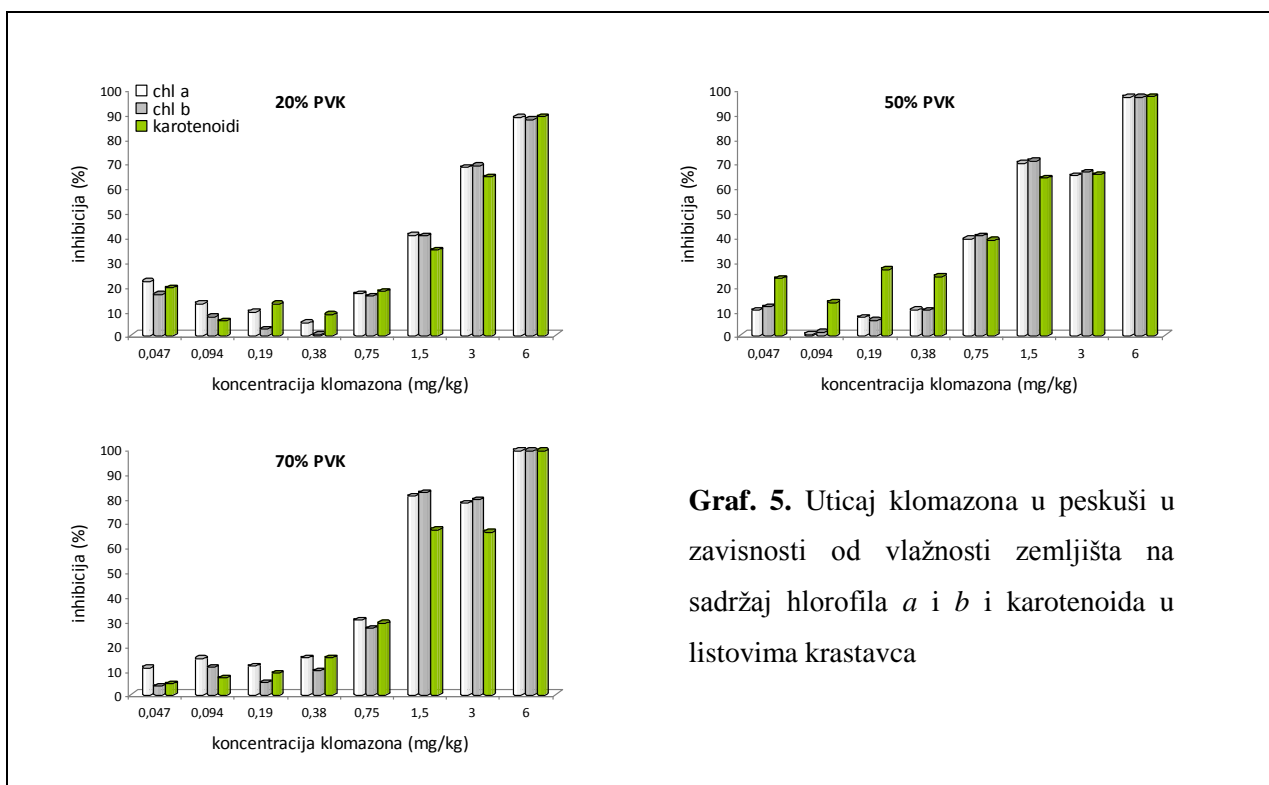 chl a
chl b
karotenoidi
20% PVK
inhibicija (%)
100
90
80
70
60
50
40
30
20
10
0
0,047 0,094 0,19 0,38 0,75 1,5 3 6
koncentracija klomazona (mg/kg)
50% PVK
inhibicija (%)
100
90
80
70
60
50
40
30
20
10
0
0,047 0,094 0,19 0,38 0,75 1,5 3 6
koncentracija klomazona (mg/kg)
70% PVK
inhibicija (%)
100
90
80
70
60
50
40
30
20
10
0
0,047 0,094 0,19 0,38 0,75 1,5 3 6
koncentracija klomazona (mg/kg)
Graf. 5. Uticaj klomazona u peskuši u
zavisnosti od vlažnosti zemljišta na
sadržaj hlorofila a i b i karotenoida u
listovima krastavca